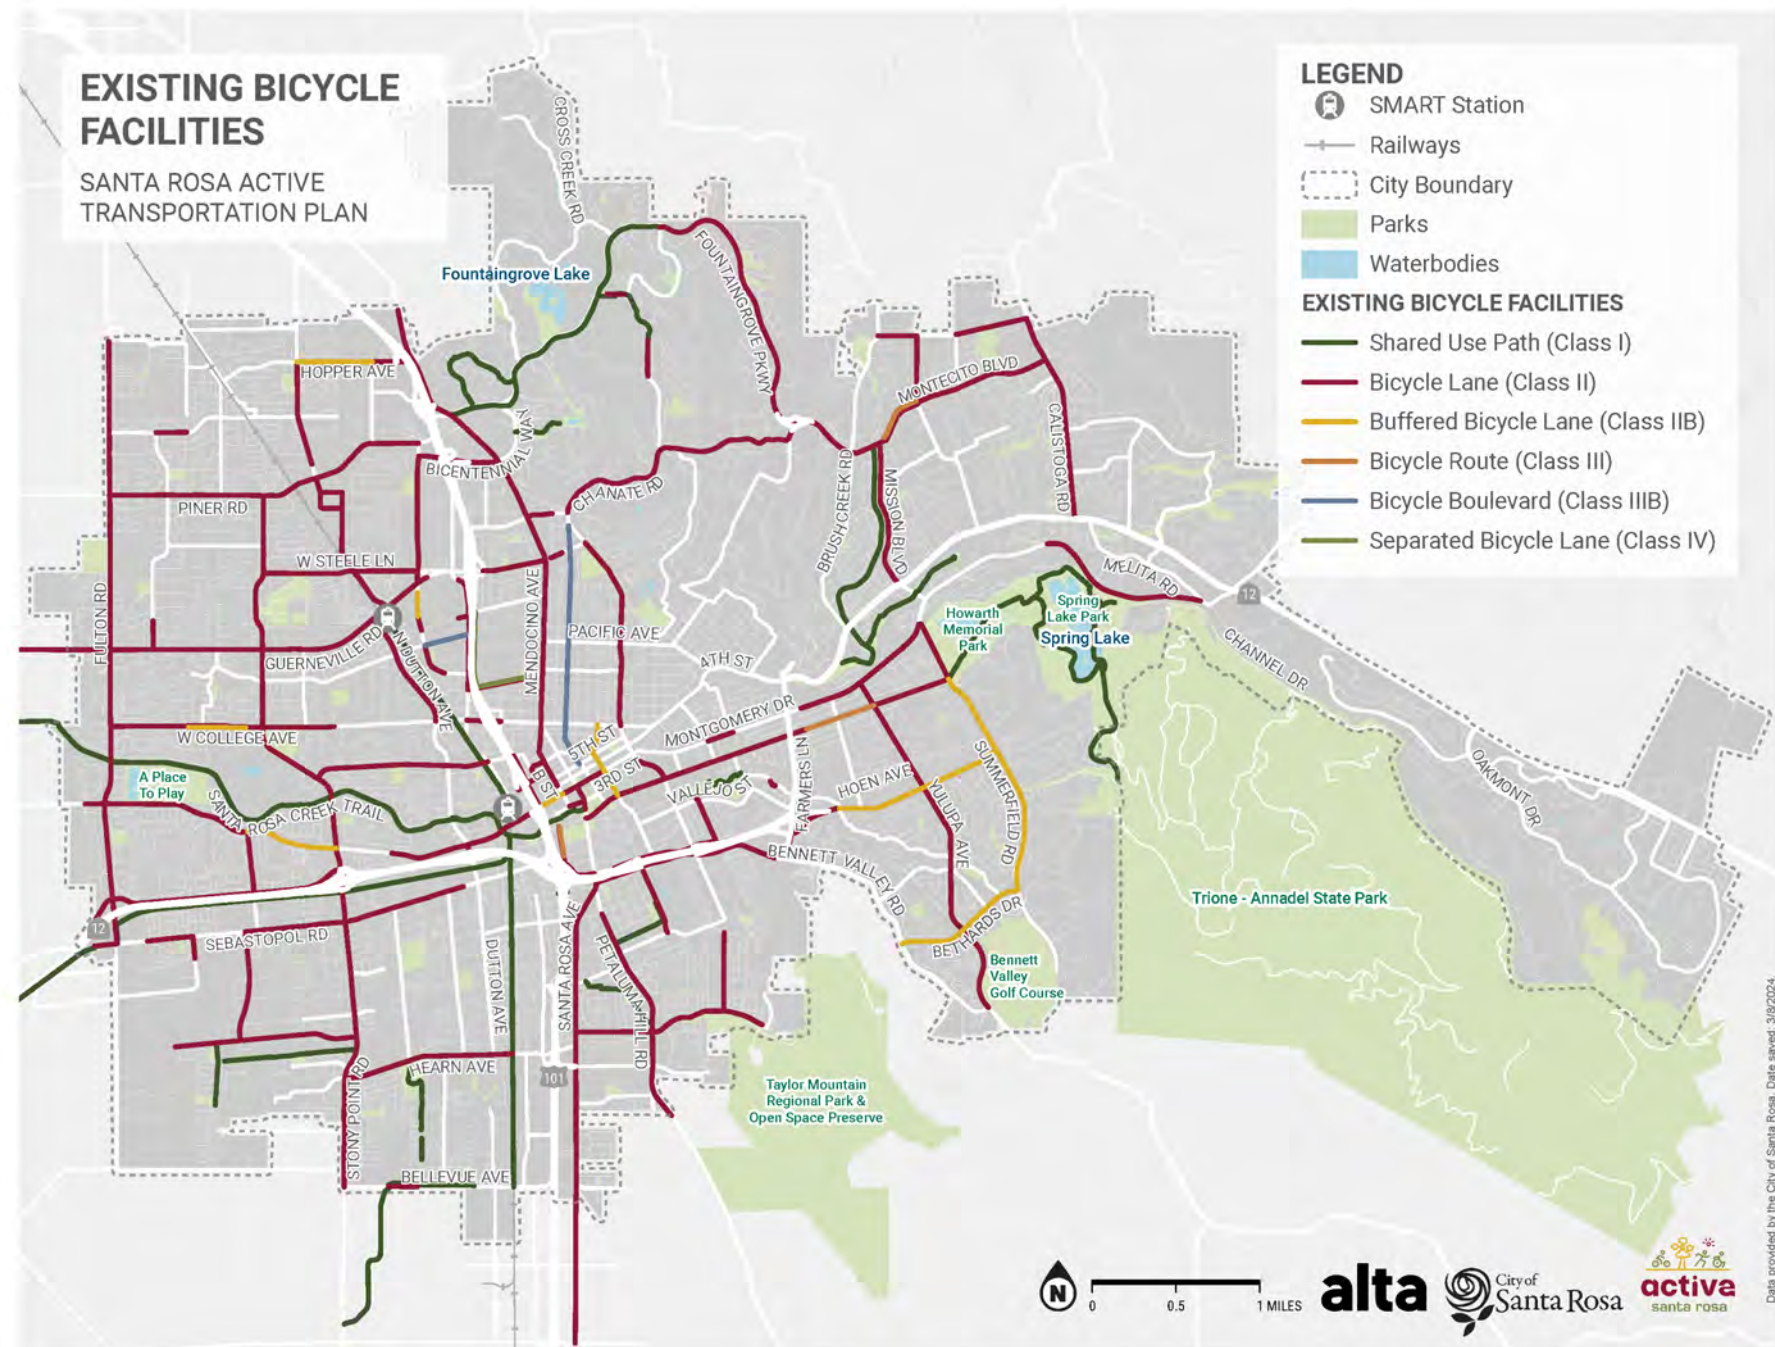 EXISTING BICYCLE
FACILITIES
SANTA ROSA ACTIVE
TRANSPORTATION PLAN
LEGEND
SMART Station
Railways
City Boundary
Parks
Waterbodies
EXISTING BICYCLE FACILITIES
Shared Use Path (Class I)
Bicycle Lane (Class II)
Buffered Bicycle Lane (Class IIB)
Bicycle Route (Class III)
Bicycle Boulevard (Class IIIB)
Separated Bicycle Lane (Class IV)
CROSS CREEK RD
Fountaingrove Lake
FOUNTAINGROVE PKWY
HOPPER AVE
MONTECITO BLVD
CALISTOGA RD
BICENTENNIAL WAY
CHANATE RD
BRUSH CREEK RD
MISSION BLVD
PINER RD
W STEELE LN
MENDOCINO AVE
MELITA RD
12
FULTON RD
Howarth
Memorial
Park
Spring
Lake Park
Spring Lake
PACIFIC AVE
GUERNEVILLE RD
N DUTTON AVE
4TH ST
CHANNEL DR
W COLLEGE AVE
MONTGOMERY DR
5TH ST
3RD ST
B ST
A Place
To Play
SANTA ROSA CREEK TRAIL
VALLEJO ST
FARMERS LN
HOEN AVE
YULUPA AVE
SUMMERFIELD RD
OAKMONT DR
BENNETT VALLEY RD
Trione - Annadel State Park
12
SEBASTOPOL RD
DUTTON AVE
SANTA ROSA AVE
PETALUMA HILL RD
BETHARDS DR
Bennett
Valley
Golf Course
STONY POINT RD
HEARN AVE
101
Taylor Mountain
Regional Park &
Open Space Preserve
BELLEVUE AVE
N
0 0.5 1 MILES
alta
City of
Santa Rosa
activa
santa rosa
Data provided by the City of Santa Rosa. Date saved: 3/8/2024